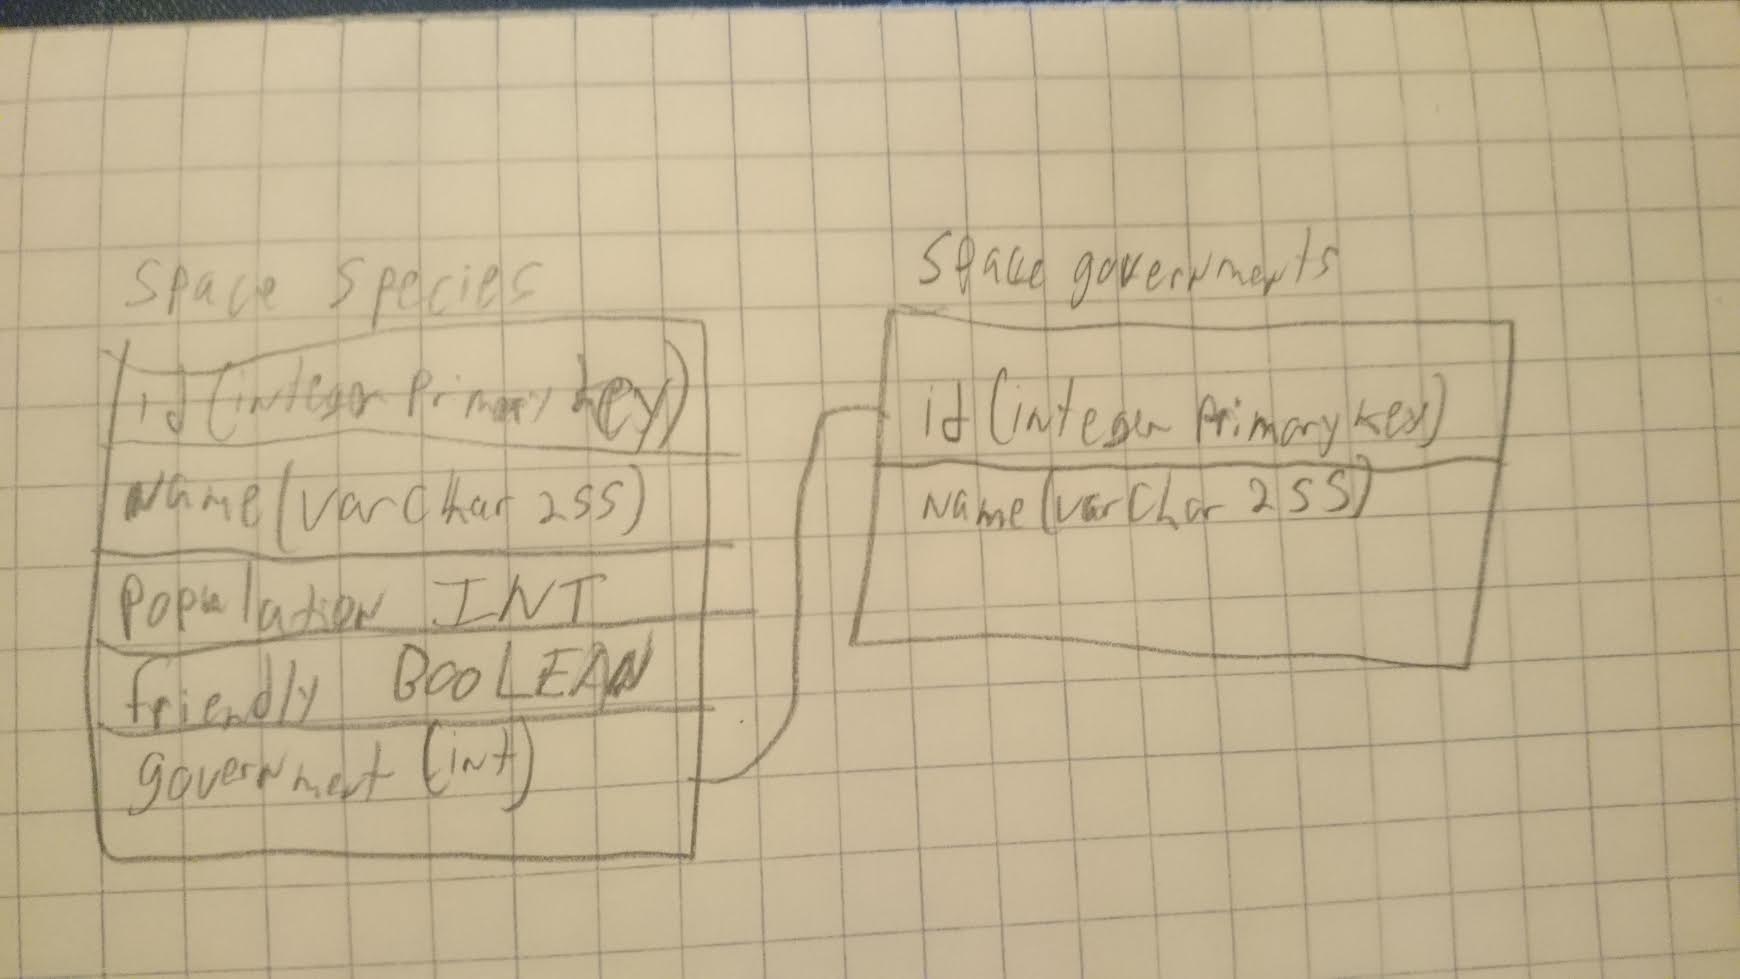 Space Species
id (integer Primary key)
Name (varchar 255)
Population INT
friendly BOOLEAN
government (int)
Space governments
id (integer Primary key)
Name (varchar 255)